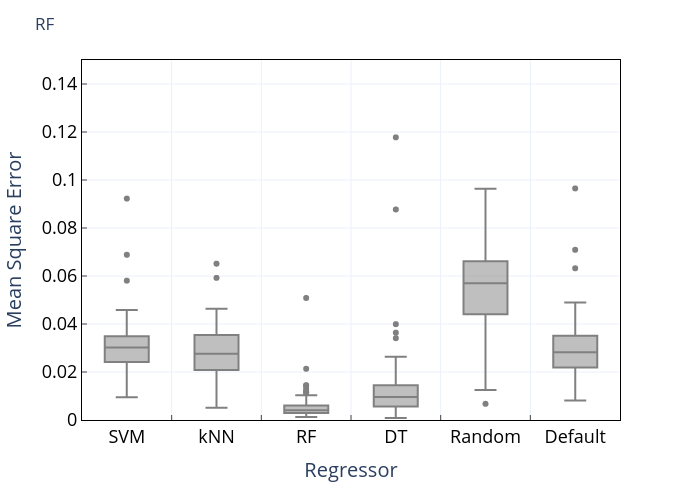 RF
0.14
0.12
0.1
0.08
0.06
0.04
0.02
0
Mean Square Error
SVM kNN RF DT Random Default
Regressor